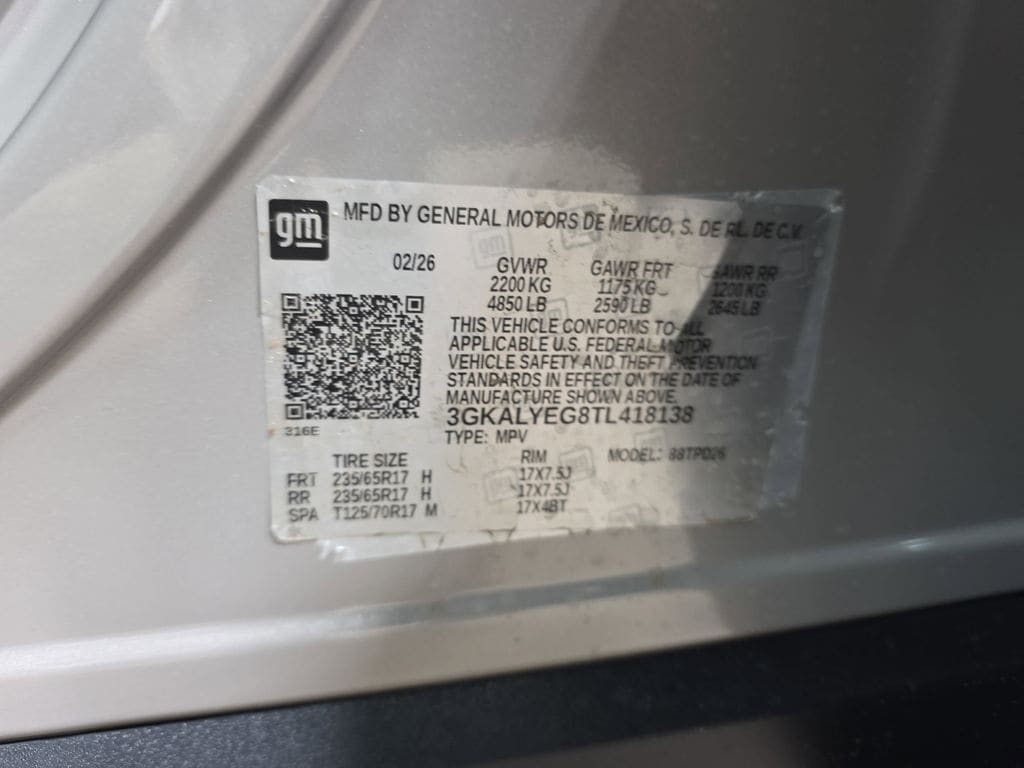 gm
MFD BY GENERAL MOTORS DE MEXICO, S. DE RL. DE C.V.
02/26 GVWR GAWR FRT GAWR RR
2200 KG 1175 KG 1200 KG
4850 LB 2590 LB 2645 LB
THIS VEHICLE CONFORMS TO ALL
APPLICABLE U.S. FEDERAL MOTOR
VEHICLE SAFETY AND THEFT PREVENTION
STANDARDS IN EFFECT ON THE DATE OF
MANUFACTURE SHOWN ABOVE.
3GKALYEG8TL418138
316E
TYPE: MPV
TIRE SIZE RIM MODEL:
FRT 235/65R17 H 17X7.5J
RR 235/65R17 H 17X7.5J
SPA T125/70R17 M 17X4BT